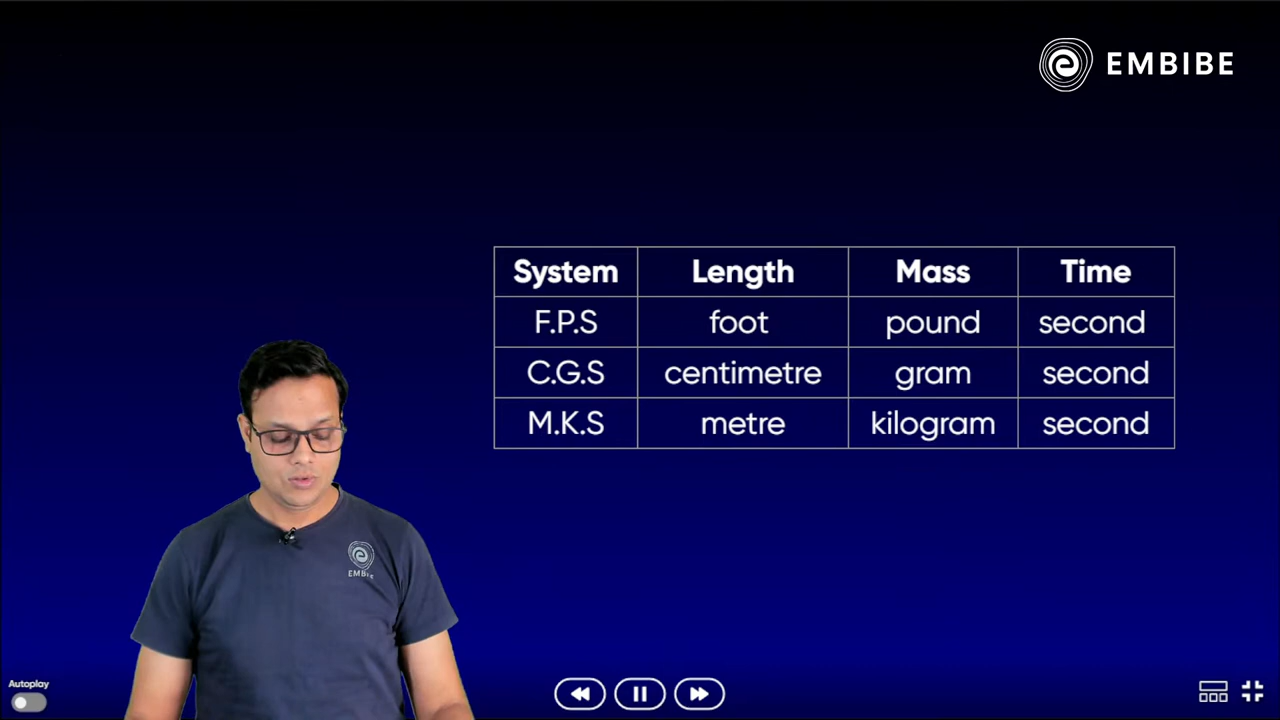 EMBIBE
System Length Mass Time
F.P.S foot pound second
C.G.S centimetre gram second
M.K.S metre kilogram second
Autoplay